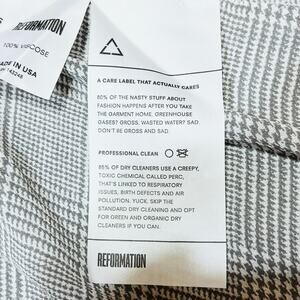 REFORMATION
100% VISCOSE
MADE IN USA
A CARE LABEL THAT ACTUALLY CARES
60% OF THE NASTY STUFF ABOUT
FASHION HAPPENS AFTER YOU TAKE
THE GARMENT HOME. GREENHOUSE
GASES? GROSS. WASTED WATER? SAD.
DON'T BE GROSS AND SAD.
PROFESSIONAL CLEAN
85% OF DRY CLEANERS USE A CREEPY,
TOXIC CHEMICAL CALLED PERC,
THAT'S LINKED TO RESPIRATORY
ISSUES, BIRTH DEFECTS AND AIR
POLLUTION. YUCK. SKIP THE
STANDARD DRY CLEANING AND OPT
FOR GREEN AND ORGANIC DRY
CLEANERS IF YOU CAN.
REFORMATION